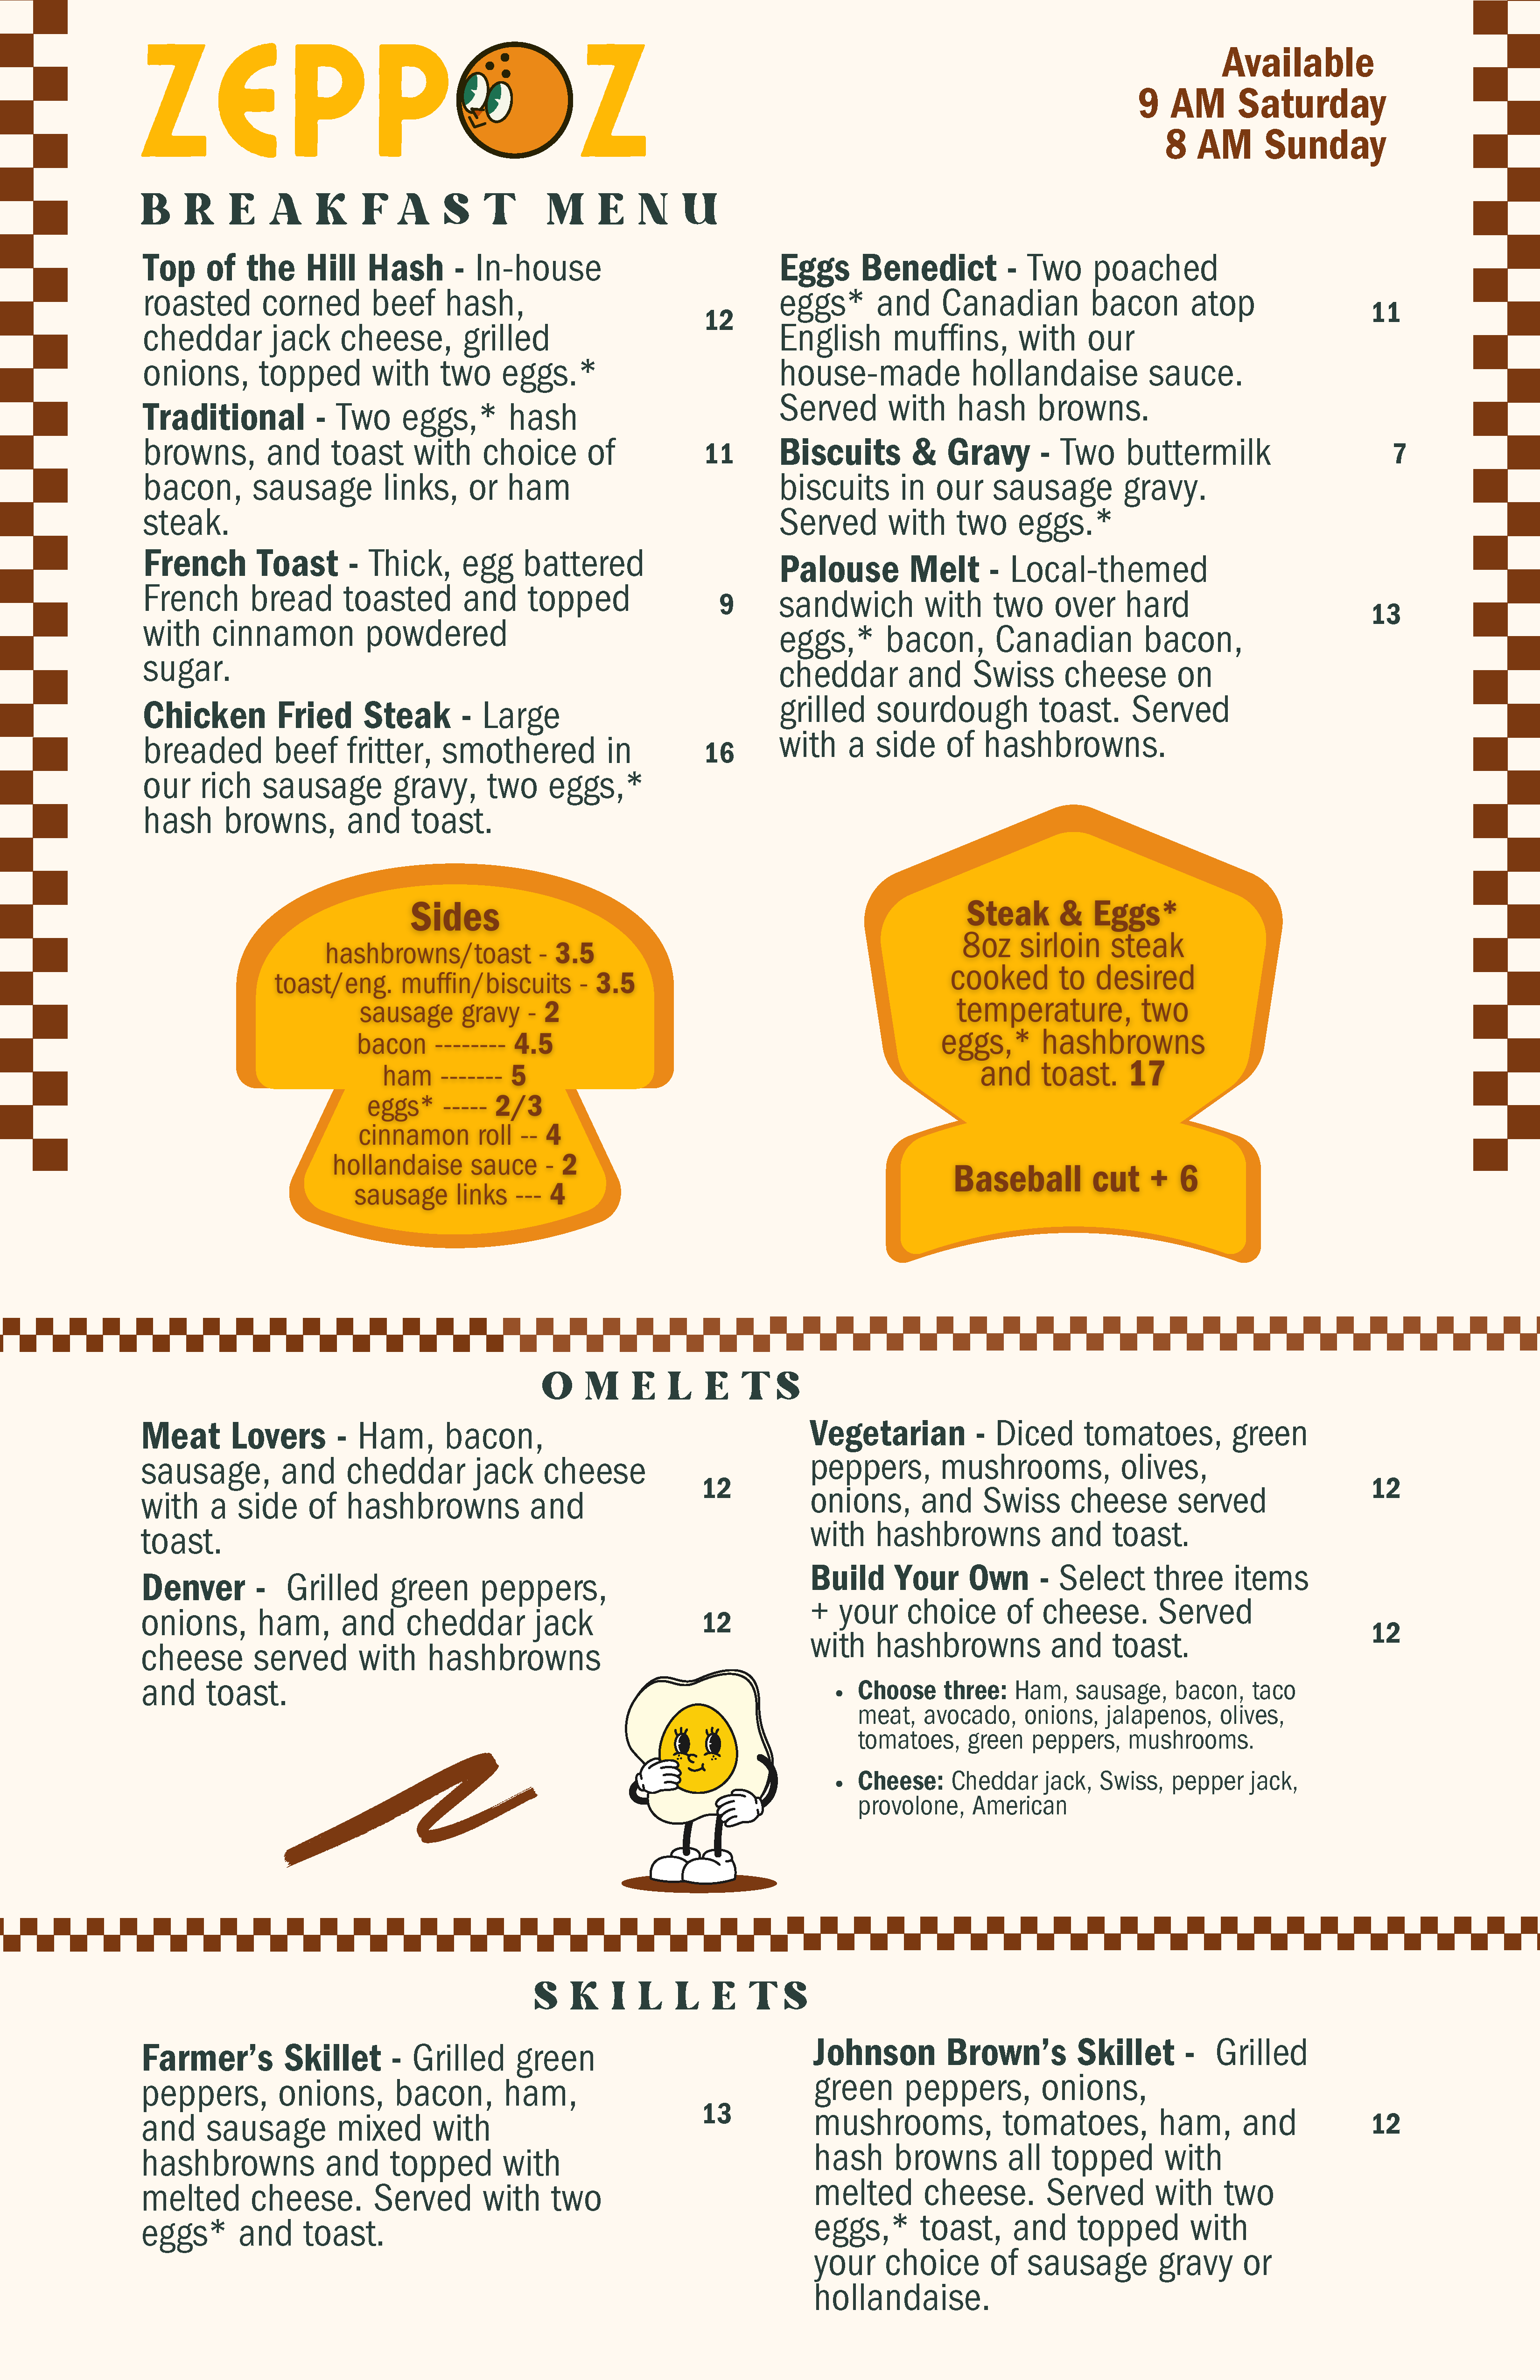 ZEPPOZ
Available
9 AM Saturday
8 AM Sunday
BREAKFAST MENU
Top of the Hill Hash - In-house
roasted corned beef hash,
cheddar jack cheese, grilled
onions, topped with two eggs.*
12
Traditional - Two eggs,* hash
browns, and toast with choice of
bacon, sausage links, or ham
steak.
11
French Toast - Thick, egg battered
French bread toasted and topped
with cinnamon powdered
sugar.
9
Chicken Fried Steak - Large
breaded beef fritter, smothered in
our rich sausage gravy, two eggs,*
hash browns, and toast.
16
Eggs Benedict - Two poached
eggs* and Canadian bacon atop
English muffins, with our
house-made hollandaise sauce.
Served with hash browns.
11
Biscuits & Gravy - Two buttermilk
biscuits in our sausage gravy.
Served with two eggs.*
7
Palouse Melt - Local-themed
sandwich with two over hard
eggs,* bacon, Canadian bacon,
cheddar and Swiss cheese on
grilled sourdough toast. Served
with a side of hashbrowns.
13
Sides
hashbrowns/toast - 3.5
toast/eng. muffin/biscuits - 3.5
sausage gravy - 2
bacon -------- 4.5
ham ------- 5
eggs* ----- 2/3
cinnamon roll -- 4
hollandaise sauce - 2
sausage links --- 4
Steak & Eggs*
8oz sirloin steak
cooked to desired
temperature, two
eggs,* hashbrowns
and toast. 17
Baseball cut + 6
OMELETS
Meat Lovers - Ham, bacon,
sausage, and cheddar jack cheese
with a side of hashbrowns and
toast.
12
Denver - Grilled green peppers,
onions, ham, and cheddar jack
cheese served with hashbrowns
and toast.
12
Vegetarian - Diced tomatoes, green
peppers, mushrooms, olives,
onions, and Swiss cheese served
with hashbrowns and toast.
12
Build Your Own - Select three items
+ your choice of cheese. Served
with hashbrowns and toast.
12
• Choose three: Ham, sausage, bacon, taco
meat, avocado, onions, jalapenos, olives,
tomatoes, green peppers, mushrooms.
• Cheese: Cheddar jack, Swiss, pepper jack,
provolone, American
SKILLETS
Farmer’s Skillet - Grilled green
peppers, onions, bacon, ham,
and sausage mixed with
hashbrowns and topped with
melted cheese. Served with two
eggs* and toast.
13
Johnson Brown’s Skillet - Grilled
green peppers, onions,
mushrooms, tomatoes, ham, and
hash browns all topped with
melted cheese. Served with two
eggs,* toast, and topped with
your choice of sausage gravy or
hollandaise.
12